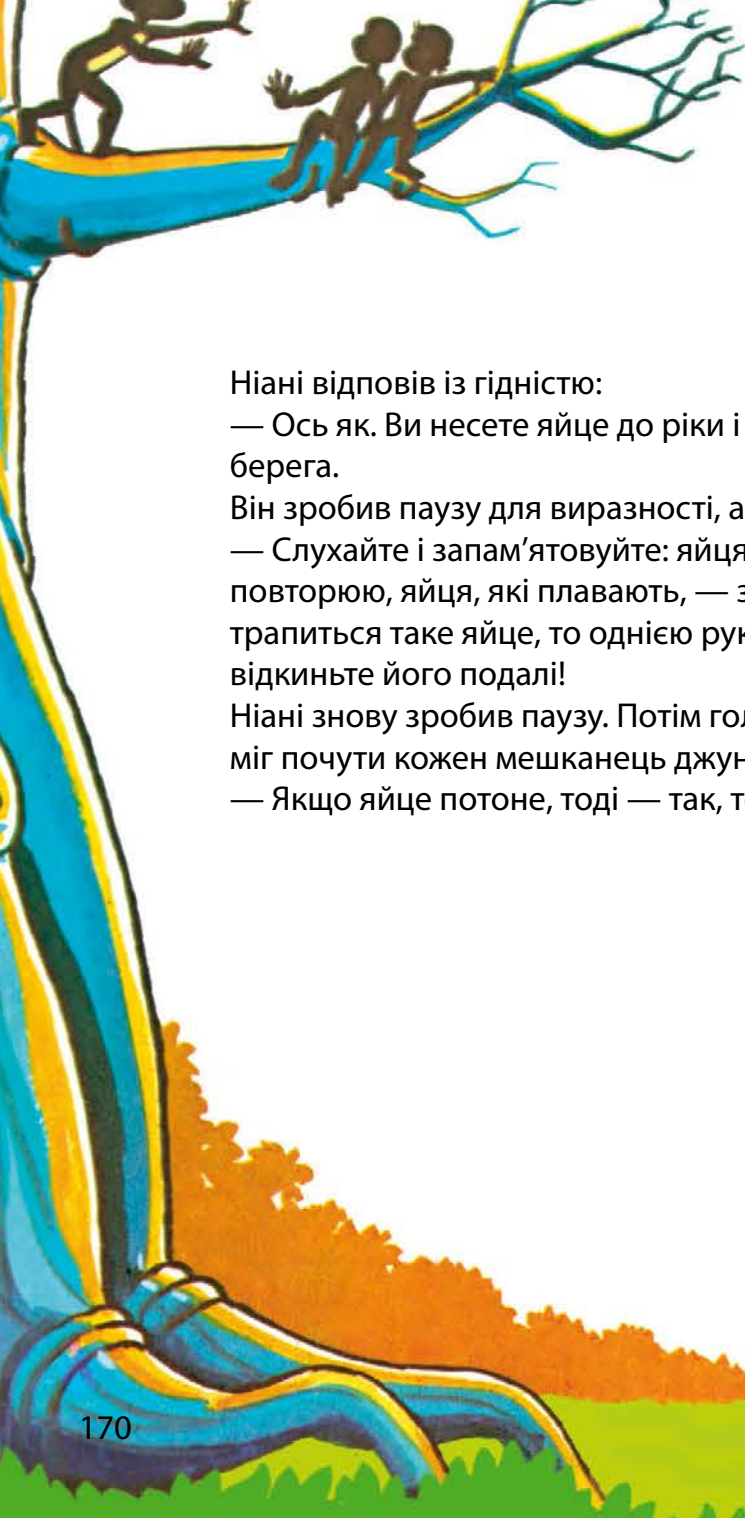 Ніані відповів із гідністю:
— Ось як. Ви несете яйце до ріки і
берега.
Він зробив паузу для виразності, а
— Слухайте і запам’ятовуйте: яйця
повторюю, яйця, які плавають, — з
трапиться таке яйце, то однією рук
відкиньте його подалі!
Ніані знову зробив паузу. Потім гол
міг почути кожен мешканець джун
— Якщо яйце потоне, тоді — так, т
170